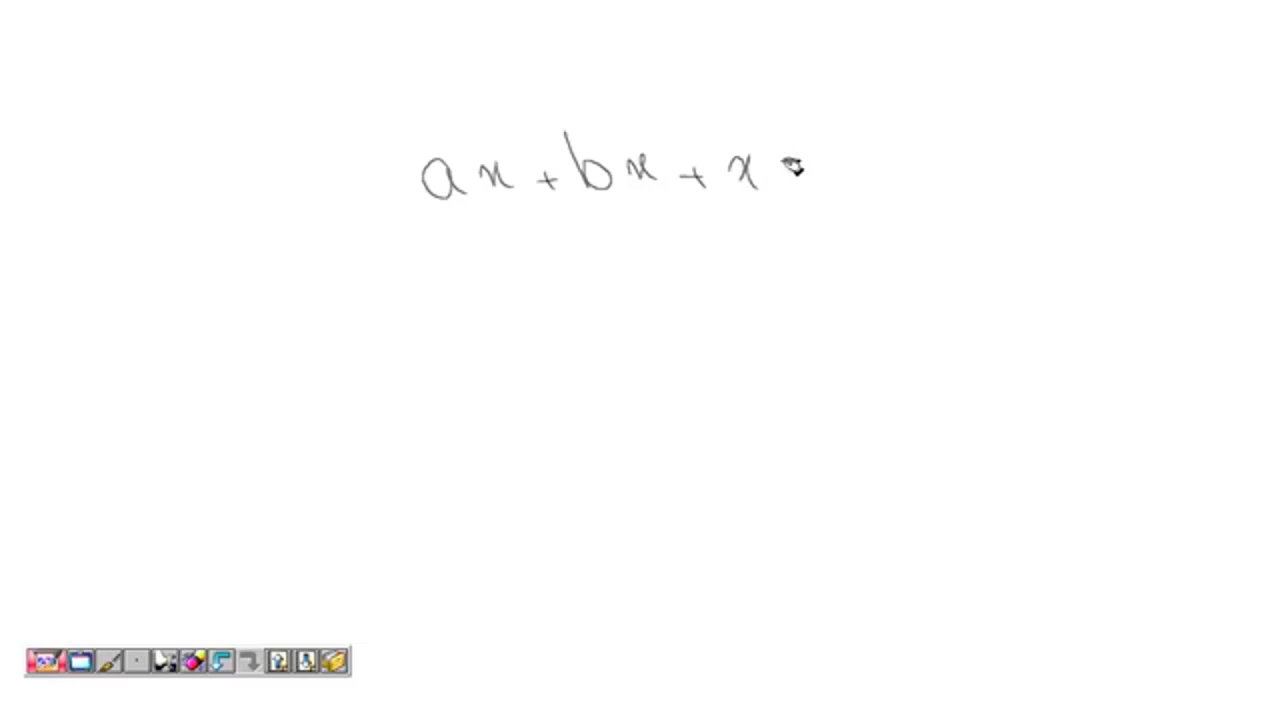 ax + bx + x